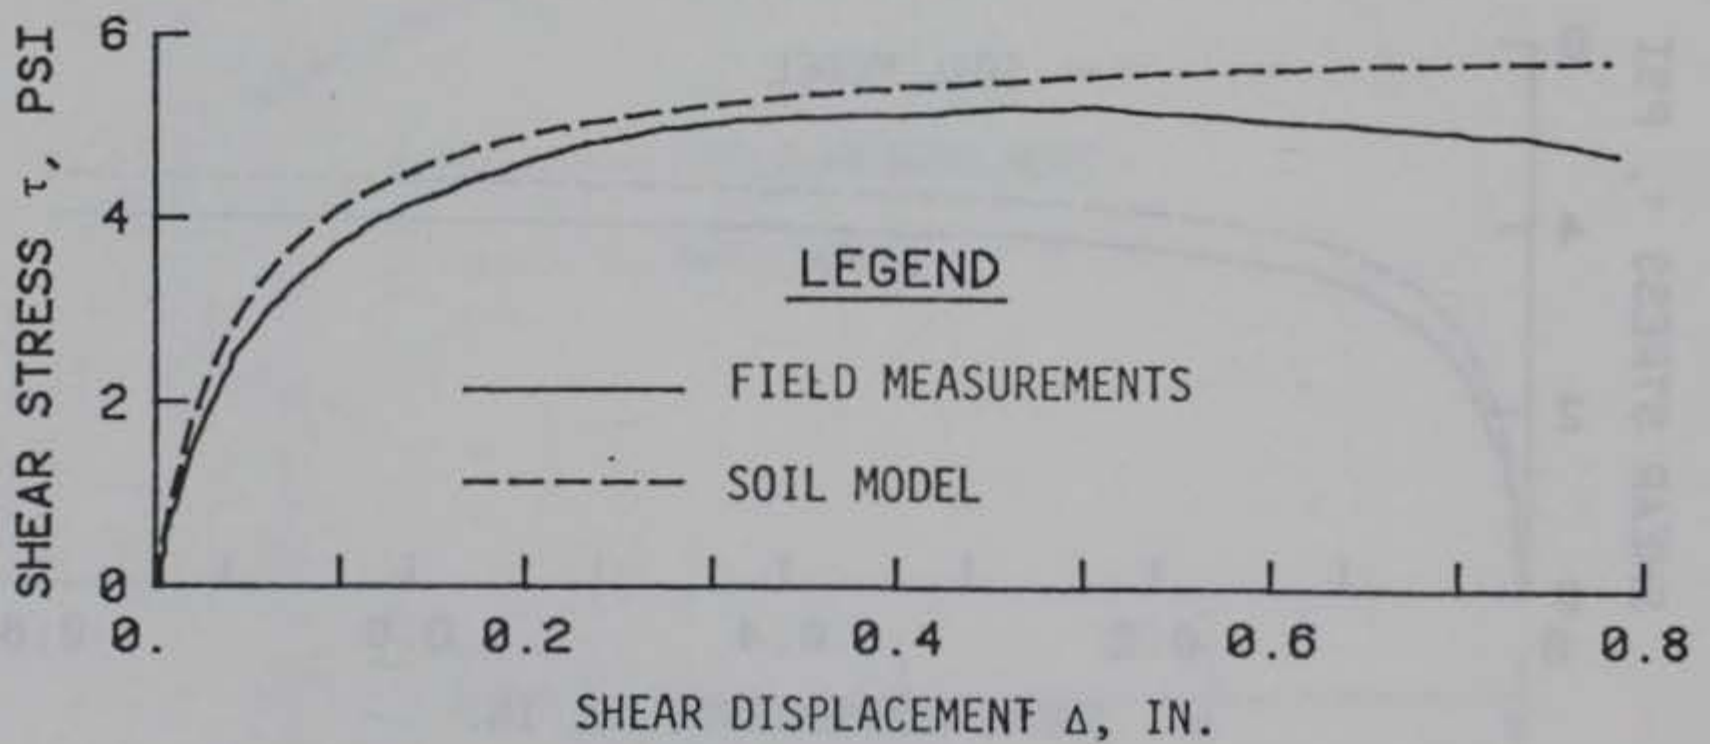 SHEAR STRESS τ, PSI
6
4
2
0
LEGEND
FIELD MEASUREMENTS
SOIL MODEL
0. 0.2 0.4 0.6 0.8
SHEAR DISPLACEMENT Δ, IN.